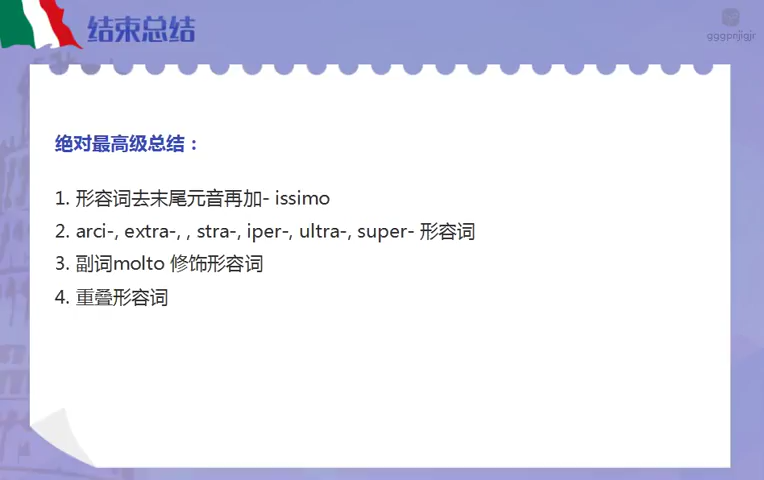 结束总结
gggpnjigjr
绝对最高级总结：
1. 形容词去末尾元音再加- issimo
2. arci-, extra-, , stra-, iper-, ultra-, super- 形容词
3. 副词molto 修饰形容词
4. 重叠形容词